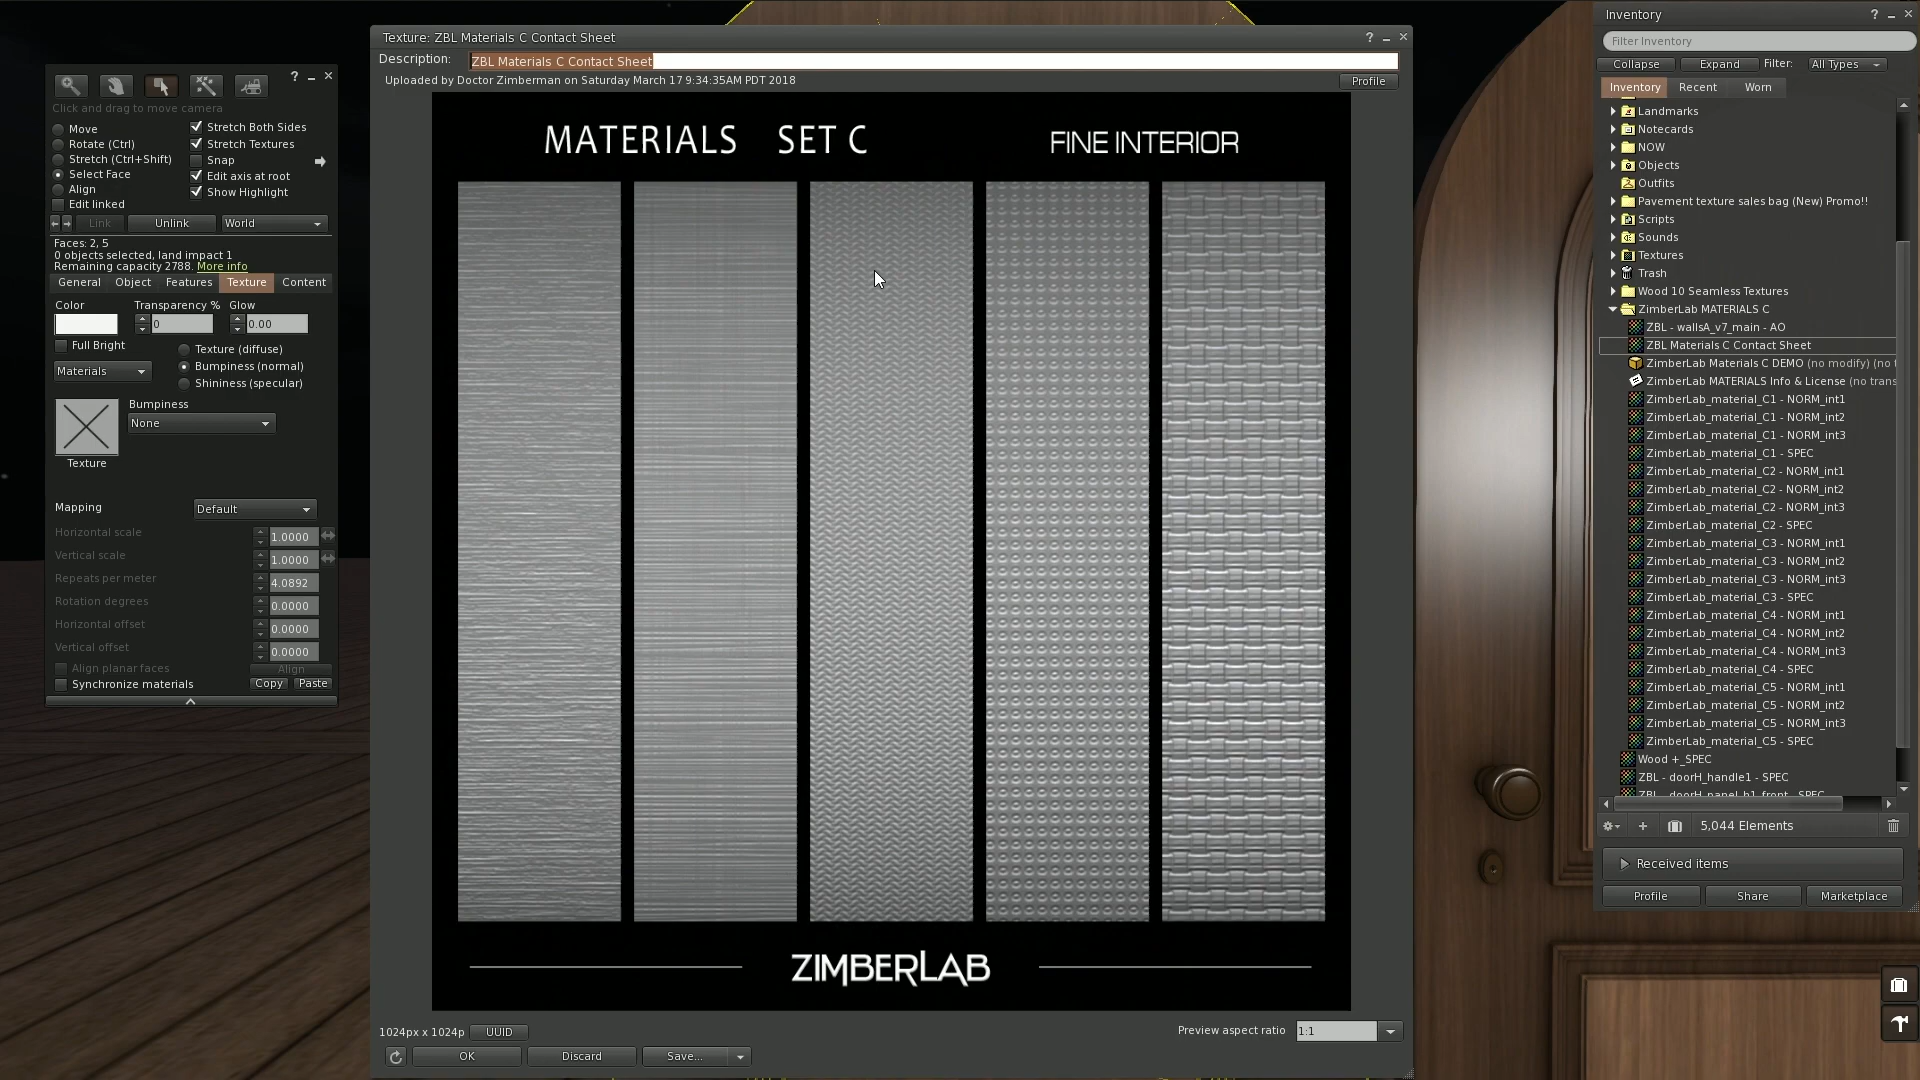 Texture: ZBL Materials C Contact Sheet
Description: ZBL Materials C Contact Sheet
Uploaded by Doctor Zimberman on Saturday March 17 9:34:35AM PDT 2018
Profile
MATERIALS SET C
FINE INTERIOR
ZIMBERLAB
1024px x 1024p
UUID
Preview aspect ratio
1:1
OK
Discard
Save...
?
Click and drag to move camera
Move
Rotate (Ctrl)
Stretch (Ctrl+Shift)
Select Face
Align
Edit linked
Stretch Both Sides
Stretch Textures
Snap
Edit axis at root
Show Highlight
Link
Unlink
World
Faces: 2, 5
0 objects selected, land impact 1
Remaining capacity 2788. More info
General Object Features Texture Content
Color Transparency % Glow
0 0.00
Full Bright
Materials
Texture (diffuse)
Bumpiness (normal)
Shininess (specular)
Bumpiness
None
Texture
Mapping Default
Horizontal scale 1.0000
Vertical scale 1.0000
Repeats per meter 4.0892
Rotation degrees 0.0000
Horizontal offset 0.0000
Vertical offset 0.0000
Align planar faces Align
Synchronize materials Copy Paste
Inventory
Filter Inventory
Collapse Expand Filter: All Types
Inventory Recent Worn
Landmarks
Notecards
NOW
Objects
Outfits
Pavement texture sales bag (New) Promo!!
Scripts
Sounds
Textures
Trash
Wood 10 Seamless Textures
ZimberLab MATERIALS C
ZBL - wallsA_v7_main - AO
ZBL Materials C Contact Sheet
ZimberLab Materials C DEMO (no modify) (no t
ZimberLab MATERIALS Info & License (no trans
ZimberLab_material_C1 - NORM_int1
ZimberLab_material_C1 - NORM_int2
ZimberLab_material_C1 - NORM_int3
ZimberLab_material_C1 - SPEC
ZimberLab_material_C2 - NORM_int1
ZimberLab_material_C2 - NORM_int2
ZimberLab_material_C2 - NORM_int3
ZimberLab_material_C2 - SPEC
ZimberLab_material_C3 - NORM_int1
ZimberLab_material_C3 - NORM_int2
ZimberLab_material_C3 - NORM_int3
ZimberLab_material_C3 - SPEC
ZimberLab_material_C4 - NORM_int1
ZimberLab_material_C4 - NORM_int2
ZimberLab_material_C4 - NORM_int3
ZimberLab_material_C4 - SPEC
ZimberLab_material_C5 - NORM_int1
ZimberLab_material_C5 - NORM_int2
ZimberLab_material_C5 - NORM_int3
ZimberLab_material_C5 - SPEC
Wood +_SPEC
ZBL - doorH_handle1 - SPEC
ZBL - doorH_panel_h1_front - SPEC
5,044 Elements
Received items
Profile Share Marketplace